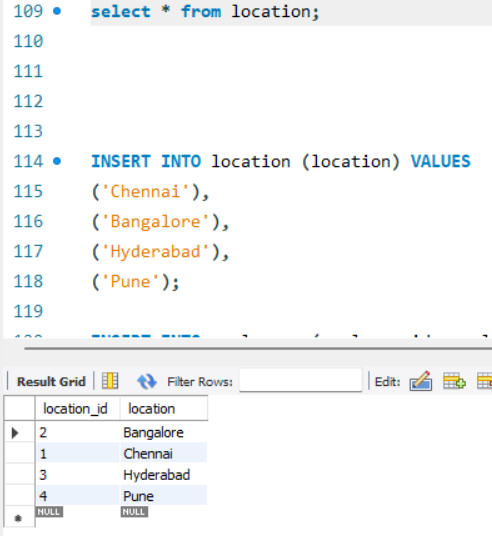 109 select * from location;
110
111
112
113
114 INSERT INTO location (location) VALUES
115 ('Chennai'),
116 ('Bangalore'),
117 ('Hyderabad'),
118 ('Pune');
119
Result Grid Filter Rows: Edit:
location_id location
2 Bangalore
1 Chennai
3 Hyderabad
4 Pune
NULL NULL